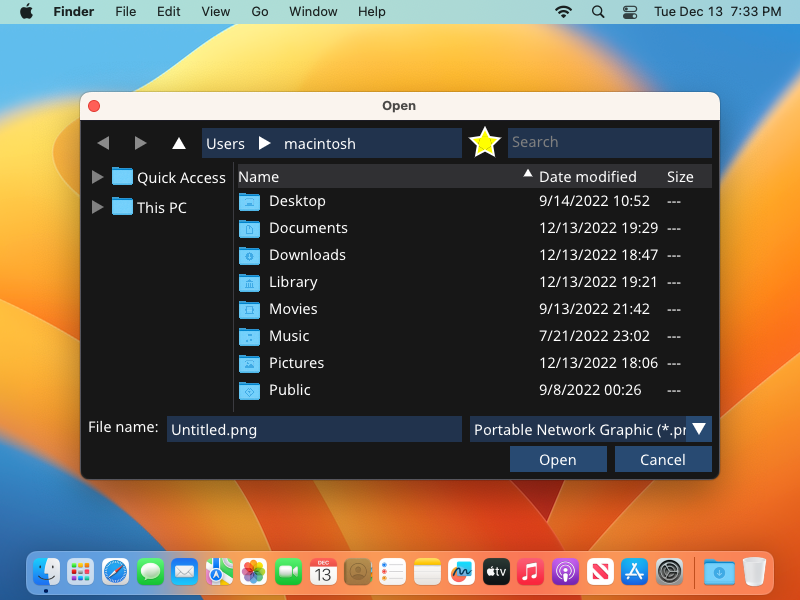 Finder File Edit View Go Window Help Tue Dec 13 7:33 PM
Open
Users macintosh Search
Quick Access
This PC
Name Date modified Size
Desktop 9/14/2022 10:52 ---
Documents 12/13/2022 19:29 ---
Downloads 12/13/2022 18:47 ---
Library 12/13/2022 19:21 ---
Movies 9/13/2022 21:42 ---
Music 7/21/2022 23:02 ---
Pictures 12/13/2022 18:06 ---
Public 9/8/2022 00:26 ---
File name: Untitled.png Portable Network Graphic (*.pr
Open Cancel
DEC
13
tv